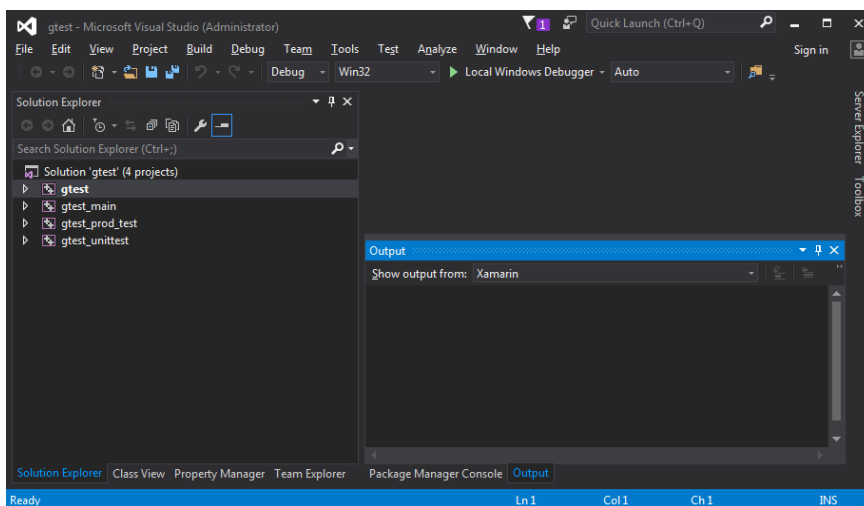 gtest - Microsoft Visual Studio (Administrator)
1
Quick Launch (Ctrl+Q)
File Edit View Project Build Debug Team Tools Test Analyze Window Help
Sign in
Debug Win32 Local Windows Debugger Auto
Solution Explorer
Search Solution Explorer (Ctrl+;)
Solution 'gtest' (4 projects)
gtest
gtest_main
gtest_prod_test
gtest_unittest
Output
Show output from: Xamarin
Server Explorer
Toolbox
Solution Explorer Class View Property Manager Team Explorer
Package Manager Console Output
Ready Ln 1 Col 1 Ch 1 INS